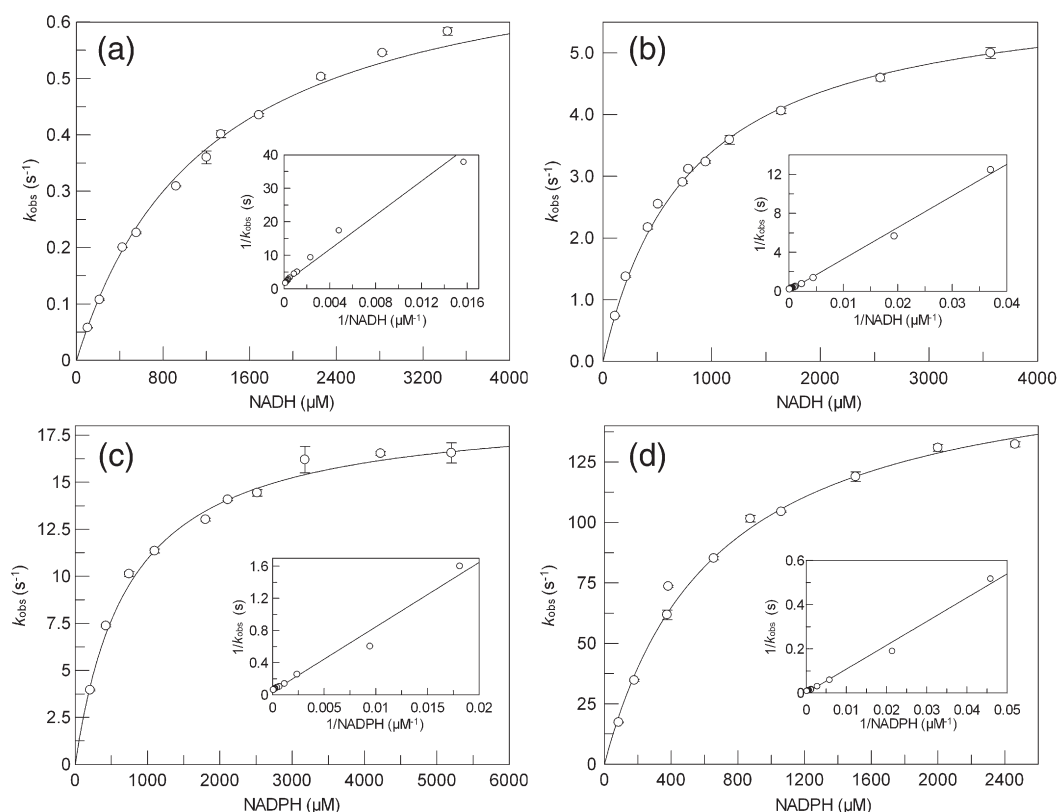 (a)
0.6
0.5
0.4
0.3
0.2
0.1
0
k_obs (s⁻¹)
0 800 1600 2400 3200 4000
NADH (µM)
40
30
20
10
0
1/k_obs (s)
0 0.004 0.008 0.012 0.016
1/NADH (µM⁻¹)
(b)
5.0
4.0
3.0
2.0
1.0
0.0
k_obs (s⁻¹)
0 1000 2000 3000 4000
NADH (µM)
12
8
4
0
1/k_obs (s)
0 0.01 0.02 0.03 0.04
1/NADH (µM⁻¹)
(c)
17.5
15
12.5
10
7.5
5.0
2.5
0
k_obs (s⁻¹)
0 1000 2000 3000 4000 5000 6000
NADPH (µM)
1.6
1.2
0.8
0.4
0
1/k_obs (s)
0 0.005 0.01 0.015 0.02
1/NADPH (µM⁻¹)
(d)
125
100
75
50
25
0
k_obs (s⁻¹)
0 400 800 1200 1600 2000 2400
NADPH (µM)
0.6
0.4
0.2
0
1/k_obs (s)
0 0.01 0.02 0.03 0.04 0.05
1/NADPH (µM⁻¹)